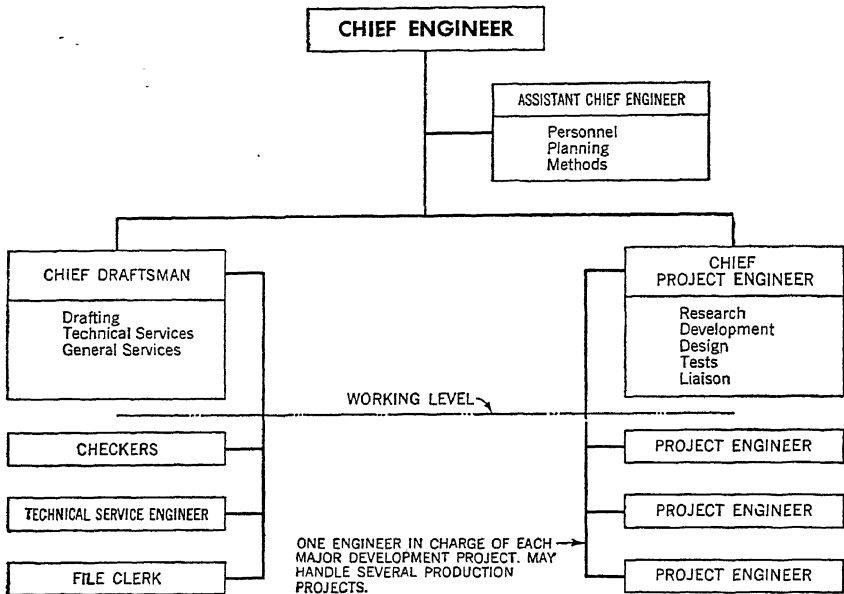 CHIEF ENGINEER
ASSISTANT CHIEF ENGINEER
Personnel
Planning
Methods
CHIEF DRAFTSMAN
Drafting
Technical Services
General Services
CHIEF
PROJECT ENGINEER
Research
Development
Design
Tests
Liaison
WORKING LEVEL
CHECKERS
TECHNICAL SERVICE ENGINEER
FILE CLERK
PROJECT ENGINEER
PROJECT ENGINEER
ONE ENGINEER IN CHARGE OF EACH
MAJOR DEVELOPMENT PROJECT. MAY
HANDLE SEVERAL PRODUCTION
PROJECTS.
PROJECT ENGINEER